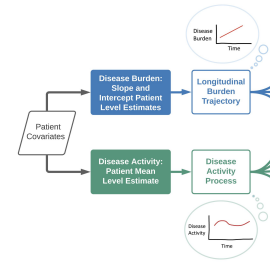 Disease
Burden
Time
Disease Burden:
Slope and
Intercept Patient
Level Estimates
Longitudinal
Burden
Trajectory
Patient
Covariates
Disease Activity:
Patient Mean
Level Estimate
Disease
Activity
Process
Disease
Activity
Time